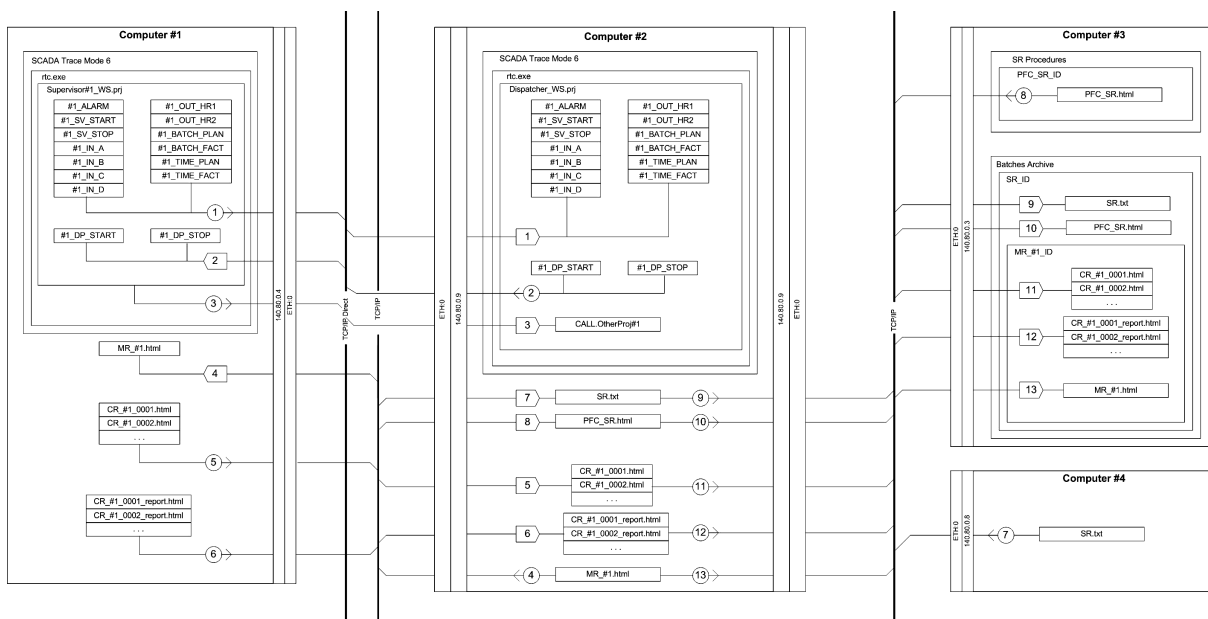 Computer #1
SCADA Trace Mode 6
rtc.exe
Supervisor#1_WS.prj
#1_ALARM
#1_SV_START
#1_SV_STOP
#1_IN_A
#1_IN_B
#1_IN_C
#1_IN_D
#1_OUT_HR1
#1_OUT_HR2
#1_BATCH_PLAN
#1_BATCH_FACT
#1_TIME_PLAN
#1_TIME_FACT
1
#1_DP_START
#1_DP_STOP
2
3
MR_#1.html
4
CR_#1_0001.html
CR_#1_0002.html
. . .
5
CR_#1_0001_report.html
CR_#1_0002_report.html
. . .
6
140.80.0.4
ETH:0
TCP/IP Direct
TCP/IP
Computer #2
ETH:0
140.80.0.9
SCADA Trace Mode 6
rtc.exe
Dispatcher_WS.prj
#1_ALARM
#1_SV_START
#1_SV_STOP
#1_IN_A
#1_IN_B
#1_IN_C
#1_IN_D
#1_OUT_HR1
#1_OUT_HR2
#1_BATCH_PLAN
#1_BATCH_FACT
#1_TIME_PLAN
#1_TIME_FACT
1
#1_DP_START
#1_DP_STOP
2
3
CALL.OtherProj#1
7
SR.txt
9
8
PFC_SR.html
10
5
CR_#1_0001.html
CR_#1_0002.html
. . .
11
6
CR_#1_0001_report.html
CR_#1_0002_report.html
. . .
12
4
MR_#1.html
13
140.80.0.9
ETH:0
TCP/IP
Computer #3
ETH:0
140.80.0.3
SR Procedures
PFC_SR_ID
8
PFC_SR.html
Batches Archive
SR_ID
9
SR.txt
10
PFC_SR.html
MR_#1_ID
11
CR_#1_0001.html
CR_#1_0002.html
. . .
12
CR_#1_0001_report.html
CR_#1_0002_report.html
. . .
13
MR_#1.html
Computer #4
ETH:0
140.80.0.8
7
SR.txt